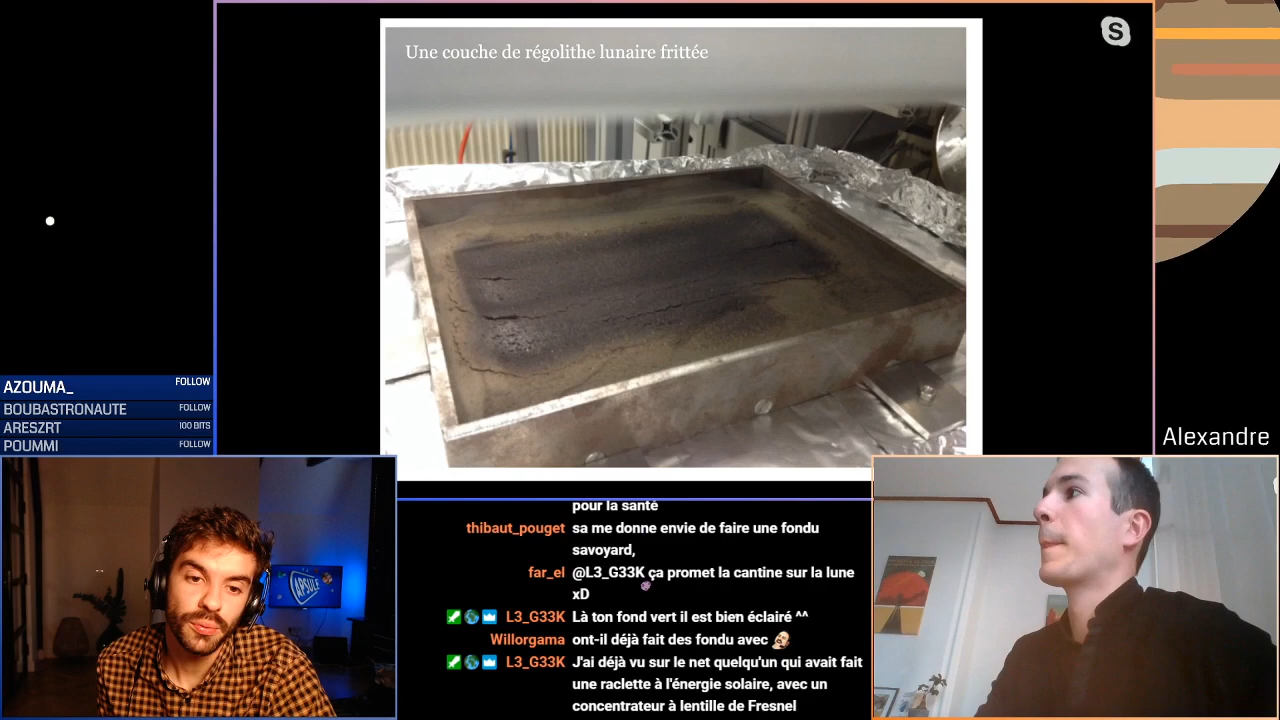 Une couche de régolithe lunaire frittée
S
AZOUMA_ FOLLOW
BOUBASTRONAUTE FOLLOW
ARESZRT 100 BITS
POUMMI FOLLOW
Alexandre
APSULE
pour la santé
thibaut_pouget sa me donne envie de faire une fondu
savoyard,
far_el @L3_G33K ça promet la cantine sur la lune
xD
L3_G33K Là ton fond vert il est bien éclairé ^^
Willorgama ont-il déjà fait des fondu avec
L3_G33K J'ai déjà vu sur le net quelqu'un qui avait fait
une raclette à l'énergie solaire, avec un
concentrateur à lentille de Fresnel